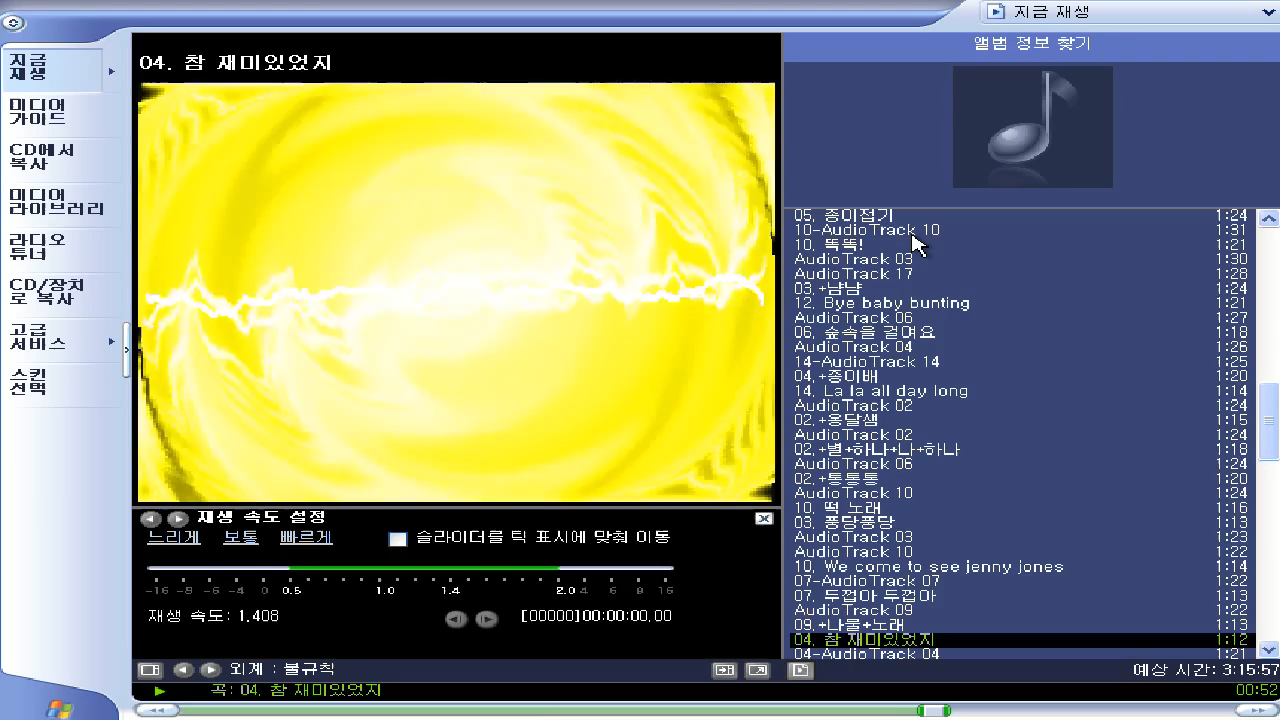 지금 재생
앨범 정보 찾기
지금
재생
미디어
가이드
CD에서
복사
미디어
라이브러리
라디오
튜너
CD/장치
로 복사
고급
서비스
스킨
선택
04. 참 재미있었지
05. 종이접기 1:24
10-AudioTrack 10 1:31
10. 똑똑! 1:21
AudioTrack 03 1:30
AudioTrack 17 1:28
03.+냠냠 1:24
12. Bye baby bunting 1:21
AudioTrack 06 1:27
06. 숲속을 걸어요 1:18
AudioTrack 04 1:26
14-AudioTrack 14 1:25
04.+종이배 1:20
14. La la all day long 1:14
AudioTrack 02 1:24
02.+옹달샘 1:15
AudioTrack 02 1:24
02.+별+하나+나+하나 1:18
AudioTrack 06 1:24
02.+통통통 1:20
AudioTrack 10 1:24
10. 떡 노래 1:16
03. 퐁당퐁당 1:13
AudioTrack 03 1:23
AudioTrack 10 1:22
10. We come to see jenny jones 1:14
07-AudioTrack 07 1:22
07. 두껍아 두껍아 1:13
AudioTrack 09 1:22
09.+나물+노래 1:13
04. 참 재미있었지 1:12
04-AudioTrack 04 1:21
재생 속도 설정
느리게 보통 빠르게 슬라이더를 틱 표시에 맞춰 이동
-16 -8 -6 -4 0 0.5 1.0 1.4 2.0 4 6 8 16
재생 속도: 1.408 [00000]00:00:00.00
외계 : 불규칙
예상 시간: 3:15:57
곡: 04. 참 재미있었지 00:52